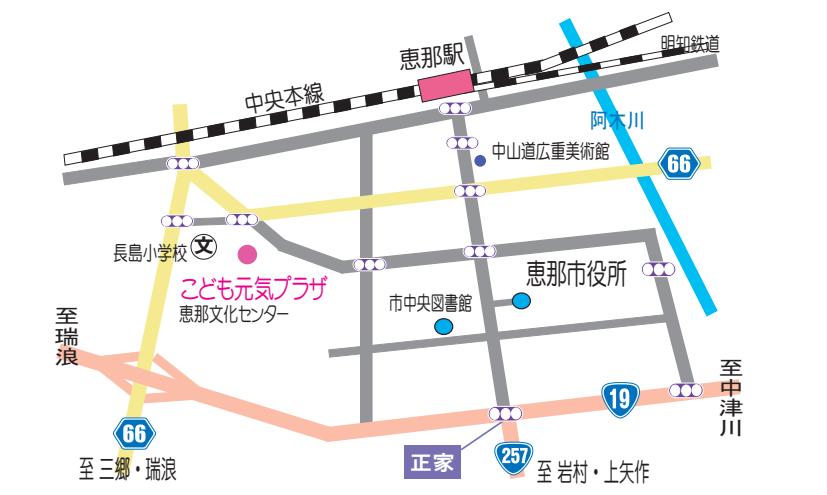 明知鉄道
恵那駅
中央本線
阿木川
中山道広重美術館
66
長島小学校
文
こども元気プラザ
恵那文化センター
恵那市役所
市中央図書館
至瑞浪
至中津川
19
66
正家
257
至 三郷・瑞浪
至 岩村・上矢作